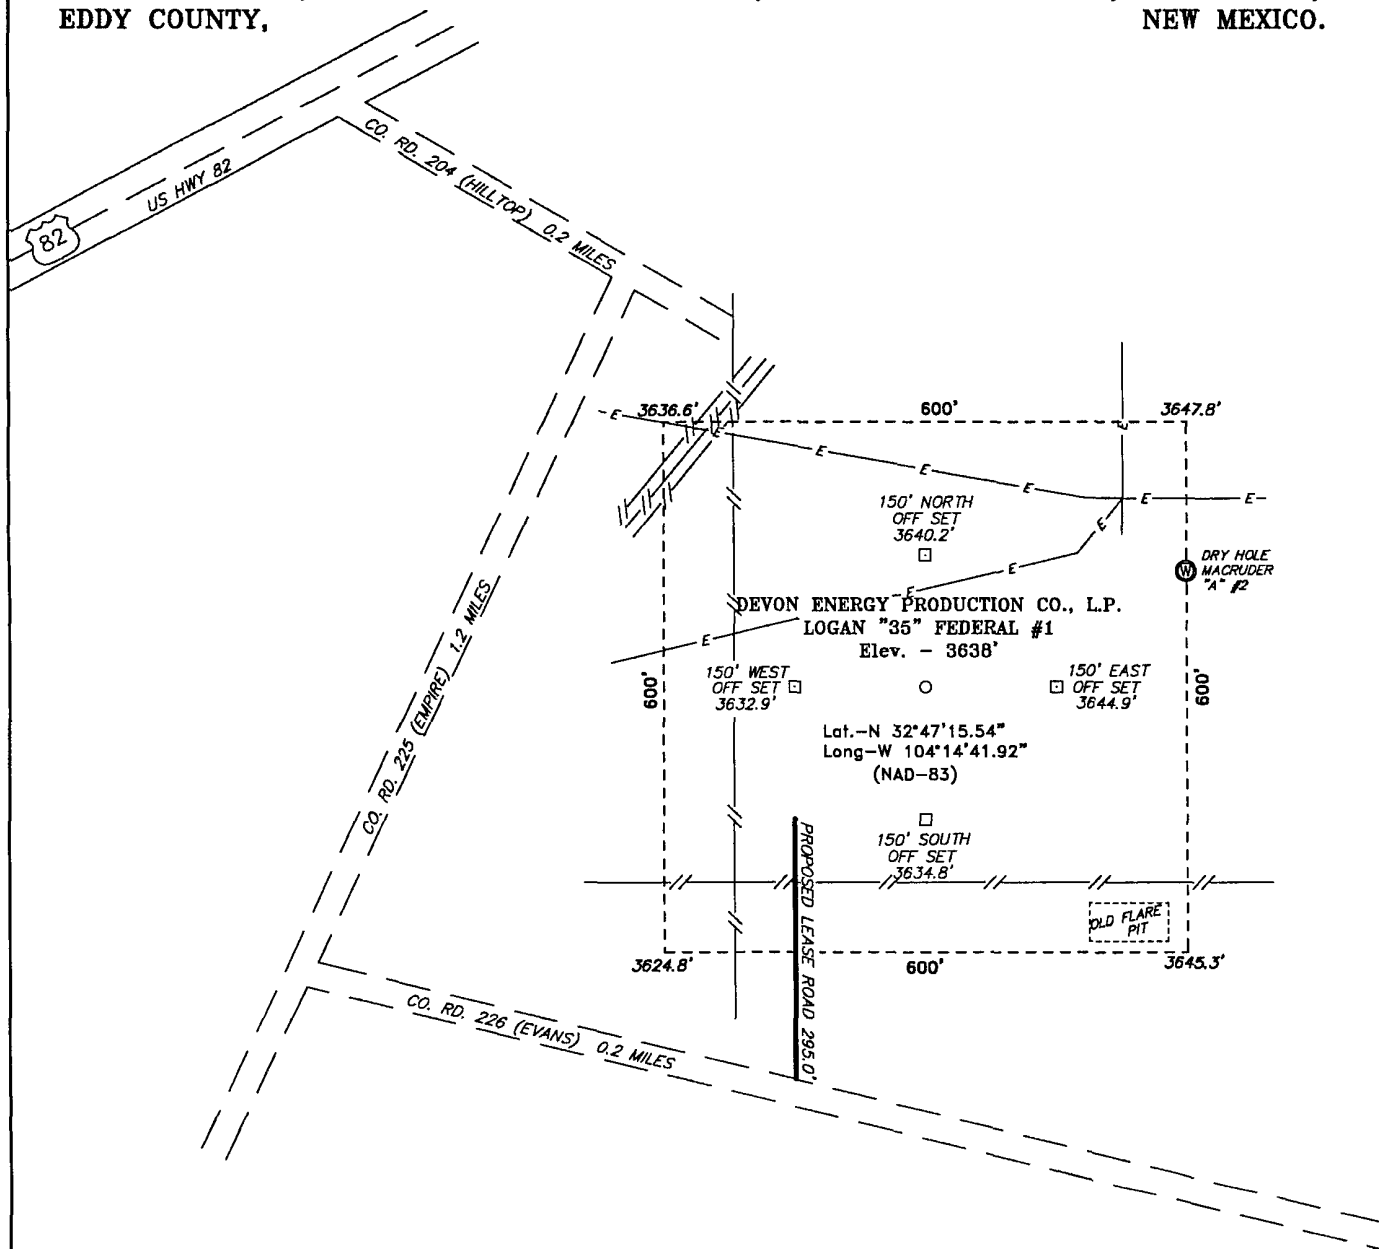 EDDY COUNTY, NEW MEXICO.
CO. RD. 204 (HILLTOP) 0.2 MILES
US HWY 82
82
3636.6'
600'
3647.8'
E
E
E
E
E
E
E
E
E
E
E
E
150' NORTH
OFF SET
3640.2'
DRY HOLE
MACRUDER
"A" #2
W
DEVON ENERGY PRODUCTION CO., L.P.
LOGAN "35" FEDERAL #1
Elev. - 3638'
150' WEST
OFF SET
3632.9'
150' EAST
OFF SET
3644.9'
600'
600'
Lat.-N 32°47'15.54"
Long-W 104°14'41.92"
(NAD-83)
CO. RD. 225 (EMPIRE) 1.2 MILES
150' SOUTH
OFF SET
3634.8'
PROPOSED LEASE ROAD 295.0'
OLD FLARE
PIT
3624.8'
600'
3645.3'
CO. RD. 226 (EVANS) 0.2 MILES